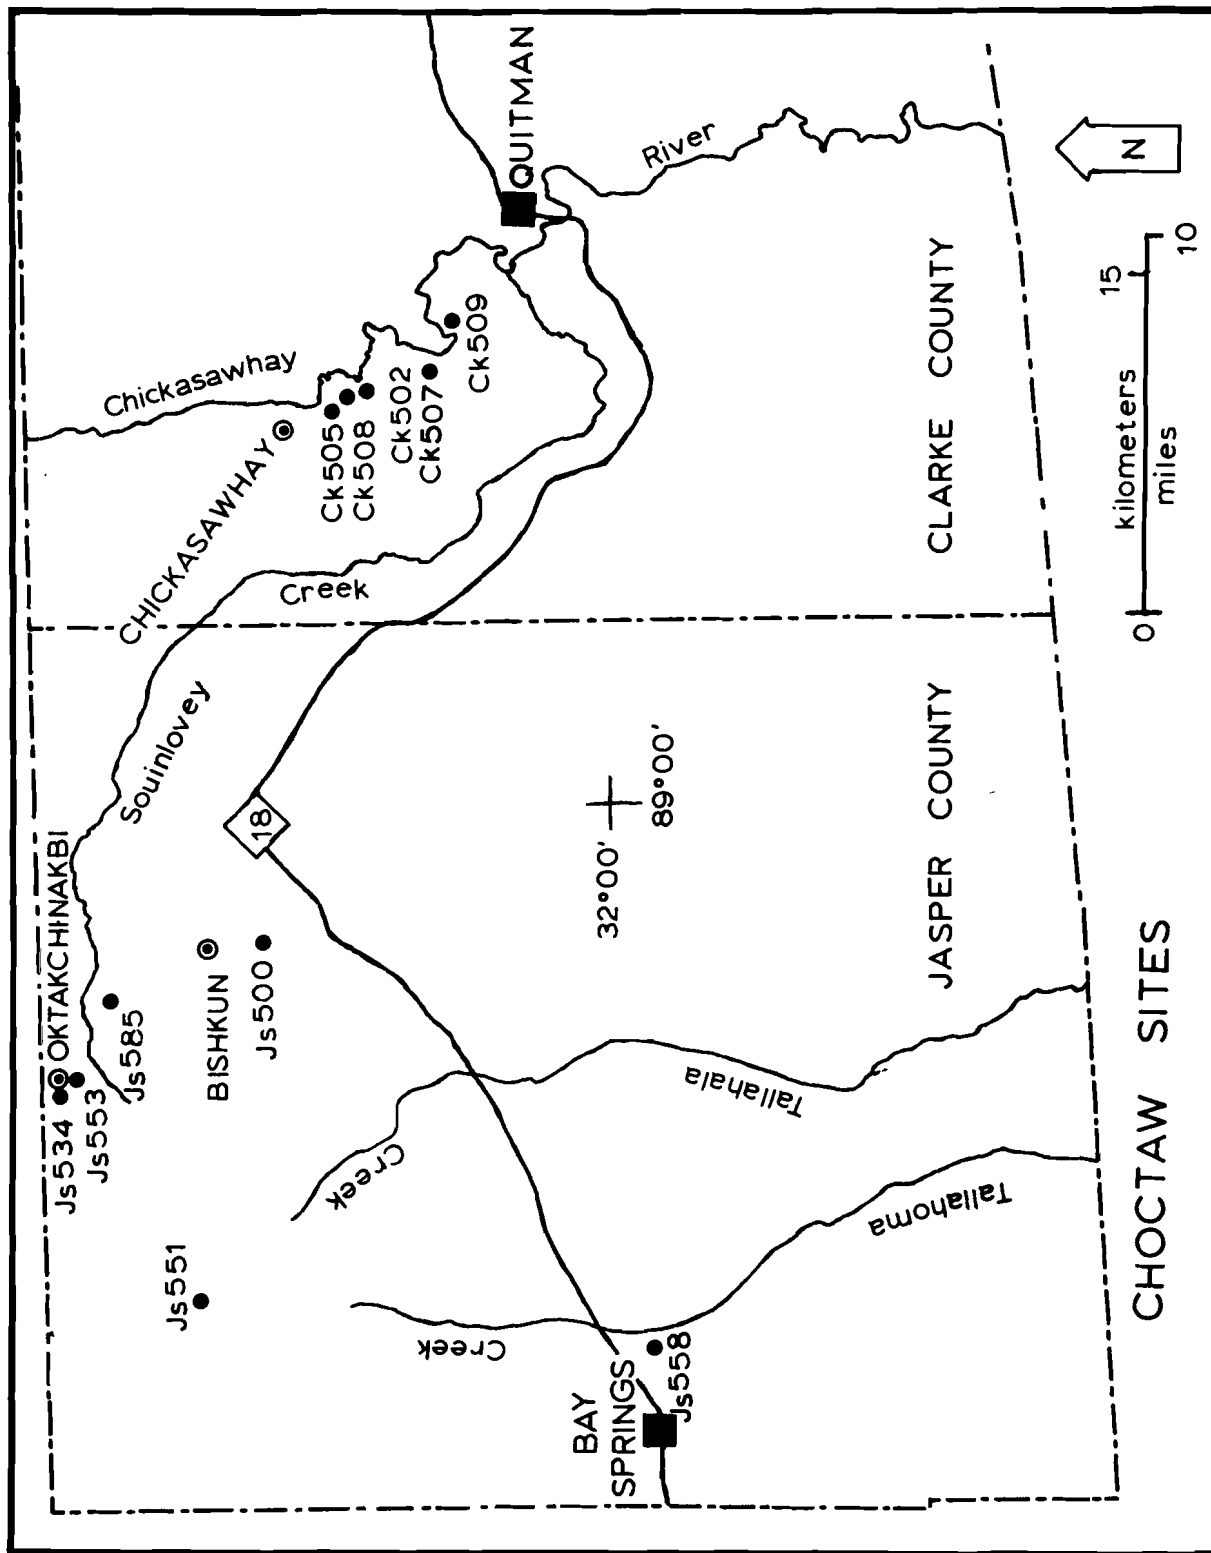 OKTAKCHINAKBI
Js534
Js553
Js585
Souinlovey
Creek
CHICKASAWHAY
Chickasawhay
River
Js551
BISHKUN
Js500
18
Ck505
Ck508
Ck502
Ck507
Ck509
QUITMAN
Creek
Tallahala
Creek
Tallahoma
BAY
SPRINGS
Js558
32°00'
89°00'
JASPER COUNTY
CLARKE COUNTY
CHOCTAW SITES
0
15
kilometers
miles
10
N